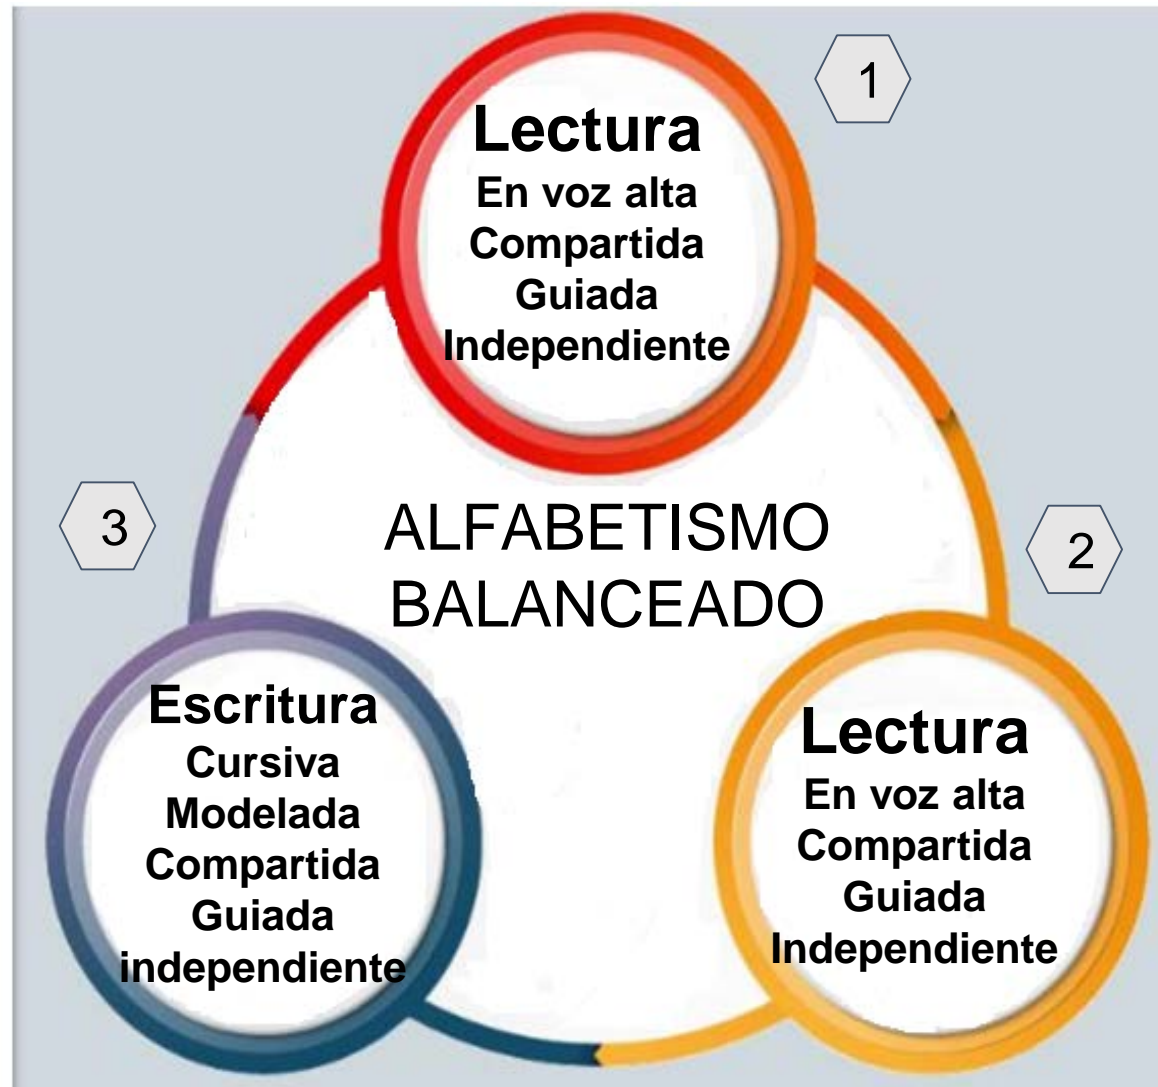 1
Lectura
En voz alta
Compartida
Guiada
Independiente
ALFABETISMO
BALANCEADO
2
Lectura
En voz alta
Compartida
Guiada
Independiente
3
Escritura
Cursiva
Modelada
Compartida
Guiada
independiente